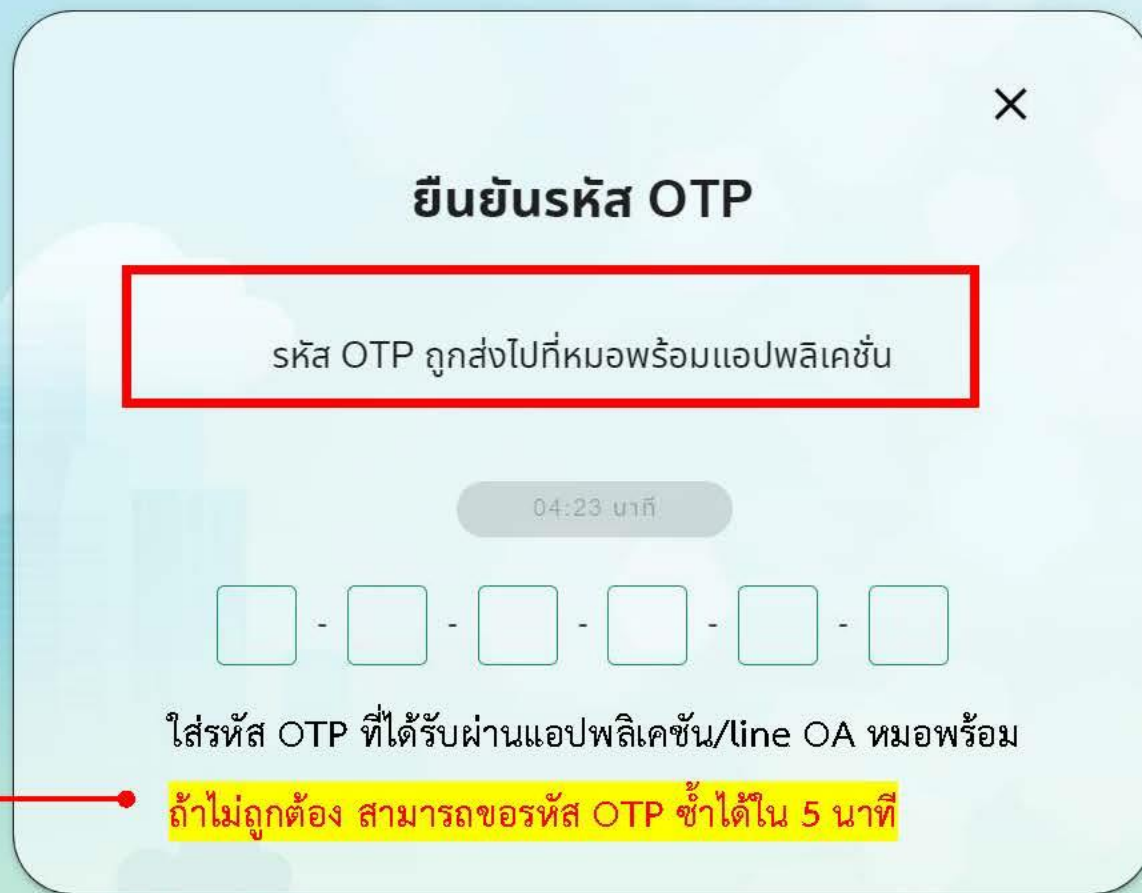 ยืนยันรหัส OTP
รหัส OTP ถูกส่งไปที่หมอพร้อมแอปพลิเคชั่น
04:23 นาที
- - - - -
ใส่รหัส OTP ที่ได้รับผ่านแอปพลิเคชัน/line OA หมอพร้อม
ถ้าไม่ถูกต้อง สามารถขอรหัส OTP ซ้ำได้ใน 5 นาที